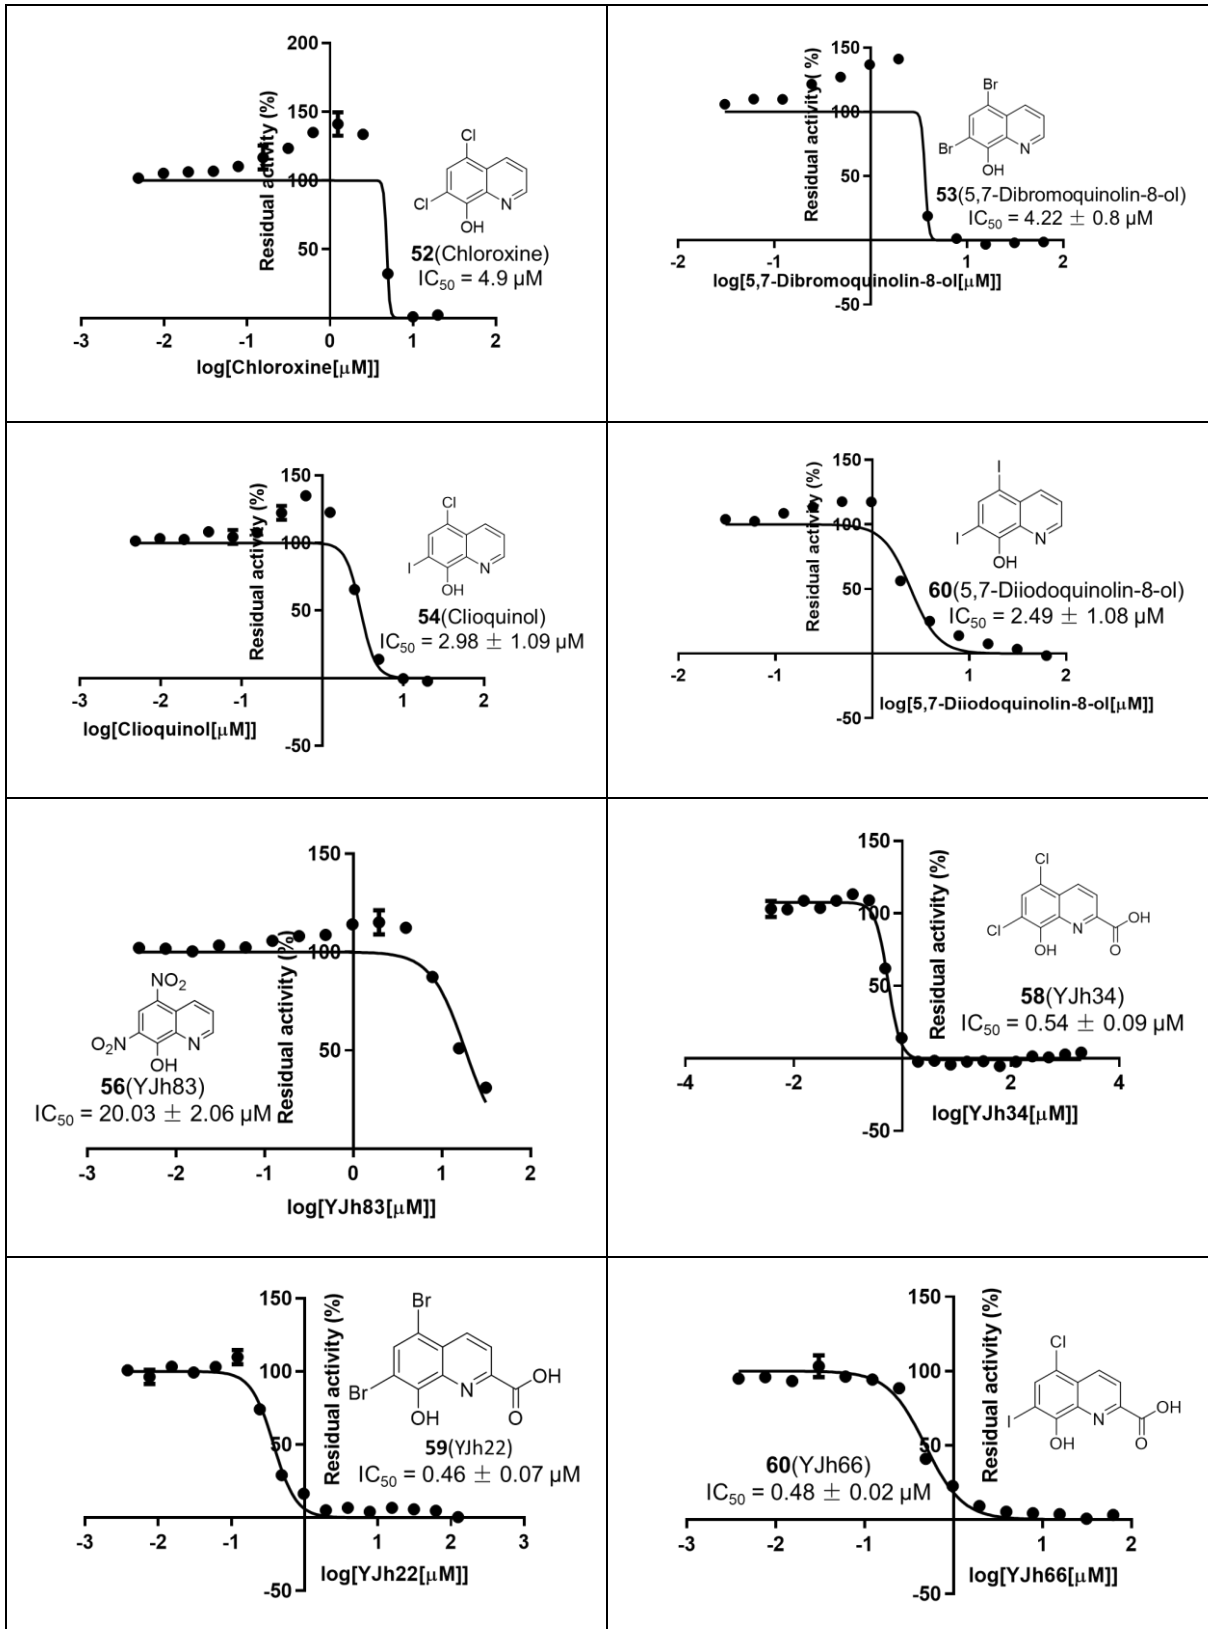 200
150
100
50
-3
-2
-1
0
1
2
Residual activity (%)
log[Chloroxine[μM]]
Cl
Cl
N
OH
52(Chloroxine)
IC50 = 4.9 μM
150
100
50
-50
-2
-1
0
1
2
Residual activity( %)
log[5,7-Dibromoquinolin-8-ol[μM]]
Br
Br
N
OH
53(5,7-Dibromoquinolin-8-ol)
IC50 = 4.22 ± 0.8 μM
150
100
50
-50
-3
-2
-1
0
1
2
Residual activity (%)
log[Clioquinol[μM]]
Cl
I
N
OH
54(Clioquinol)
IC50 = 2.98 ± 1.09 μM
150
100
50
-50
-2
-1
0
1
2
Residual activity (%)
log[5,7-Diiodoquinolin-8-ol[μM]]
I
I
N
OH
60(5,7-Diiodoquinolin-8-ol)
IC50 = 2.49 ± 1.08 μM
150
100
50
-3
-2
-1
0
1
2
Residual activity (%)
log[YJh83[μM]]
NO2
O2N
N
OH
56(YJh83)
IC50 = 20.03 ± 2.06 μM
150
100
50
-50
-4
-2
0
2
4
Residual activity (%)
log[YJh34[μM]]
Cl
Cl
N
OH
OH
O
58(YJh34)
IC50 = 0.54 ± 0.09 μM
150
100
50
-50
-3
-2
-1
0
1
2
3
Residual activity (%)
log[YJh22[μM]]
Br
Br
N
OH
OH
O
59(YJh22)
IC50 = 0.46 ± 0.07 μM
150
100
50
-50
-3
-2
-1
0
1
2
Residual activity (%)
log[YJh66[μM]]
Cl
I
N
OH
OH
O
60(YJh66)
IC50 = 0.48 ± 0.02 μM